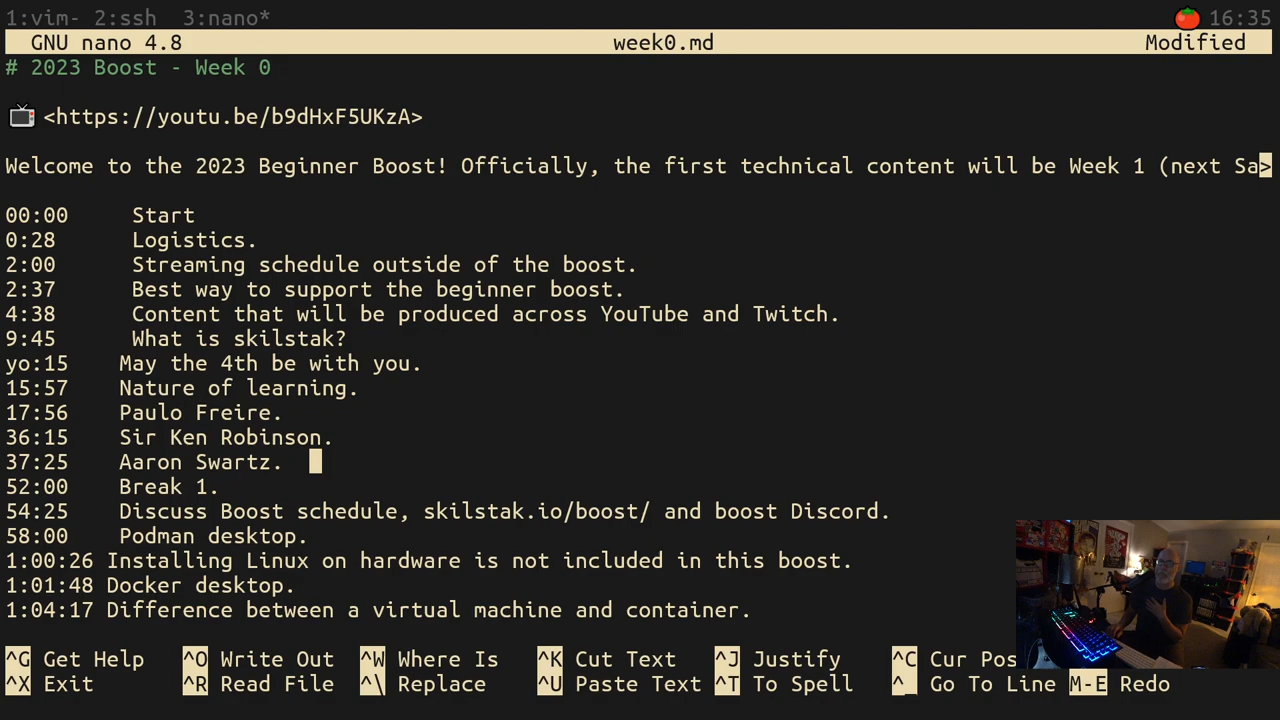 1:vim- 2:ssh  3:nano* 🍅 16:35
GNU nano 4.8 week0.md Modified
# 2023 Boost - Week 0
📺 <https://youtu.be/b9dHxF5UKzA>
Welcome to the 2023 Beginner Boost! Officially, the first technical content will be Week 1 (next Sa>
00:00 Start
0:28 Logistics.
2:00 Streaming schedule outside of the boost.
2:37 Best way to support the beginner boost.
4:38 Content that will be produced across YouTube and Twitch.
9:45 What is skilstak?
yo:15 May the 4th be with you.
15:57 Nature of learning.
17:56 Paulo Freire.
36:15 Sir Ken Robinson.
37:25 Aaron Swartz.
52:00 Break 1.
54:25 Discuss Boost schedule, skilstak.io/boost/ and boost Discord.
58:00 Podman desktop.
1:00:26 Installing Linux on hardware is not included in this boost.
1:01:48 Docker desktop.
1:04:17 Difference between a virtual machine and container.
^G Get Help ^O Write Out ^W Where Is ^K Cut Text ^J Justify ^C Cur Pos
^X Exit ^R Read File ^\ Replace ^U Paste Text ^T To Spell ^_ Go To Line M-E Redo